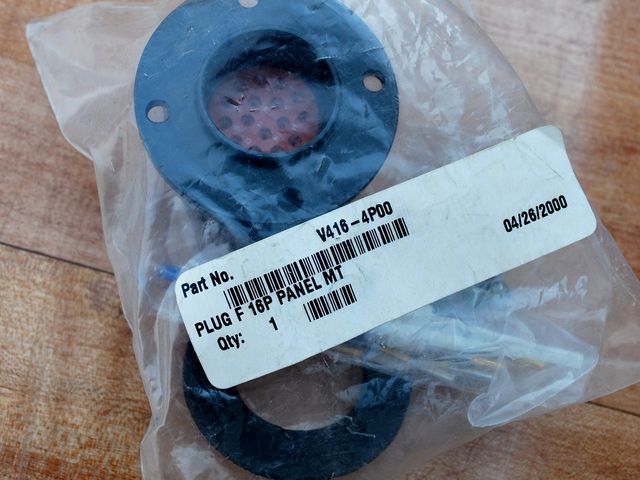 Part No. V416-4P00 04/26/2000
PLUG F 16P PANEL MT
Qty: 1